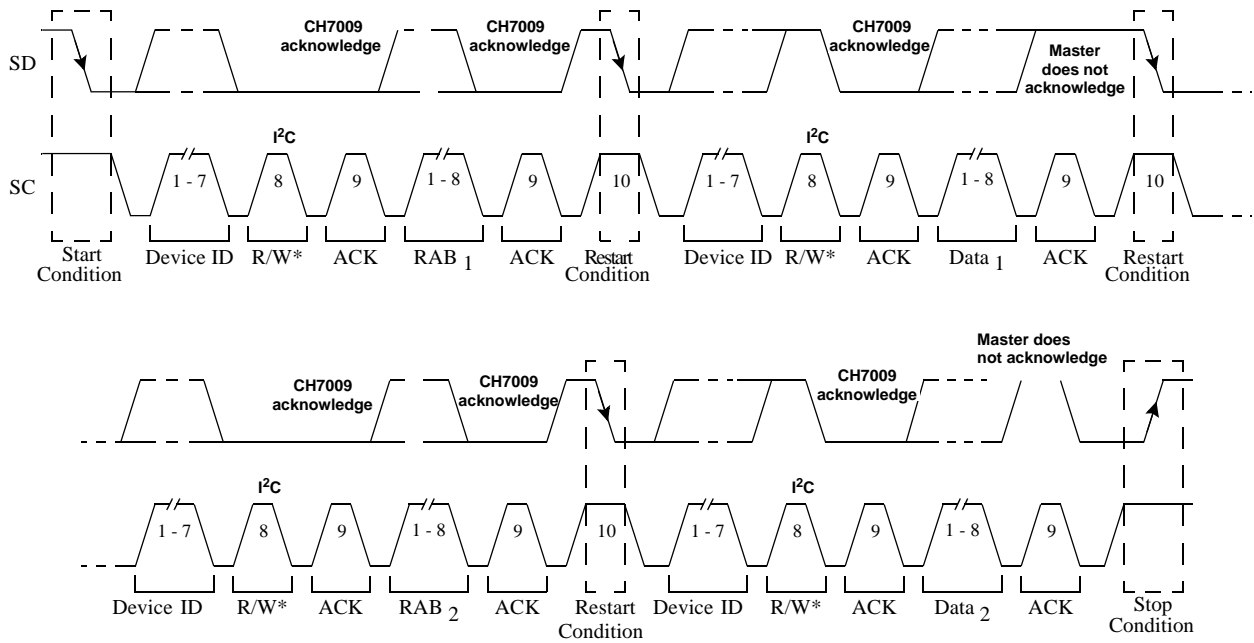 CH7009 acknowledge
CH7009 acknowledge
CH7009 acknowledge
SD
Master does not acknowledge
I²C
I²C
SC
1 - 7
8
9
1 - 8
9
10
1 - 7
8
9
1 - 8
9
10
Start Condition
Device ID
R/W*
ACK
RAB 1
ACK
Restart Condition
Device ID
R/W*
ACK
Data 1
ACK
Restart Condition
Master does not acknowledge
CH7009 acknowledge
CH7009 acknowledge
CH7009 acknowledge
I²C
I²C
1 - 7
8
9
1 - 8
9
10
1 - 7
8
9
1 - 8
9
Device ID
R/W*
ACK
RAB 2
ACK
Restart Condition
Device ID
R/W*
ACK
Data 2
ACK
Stop Condition